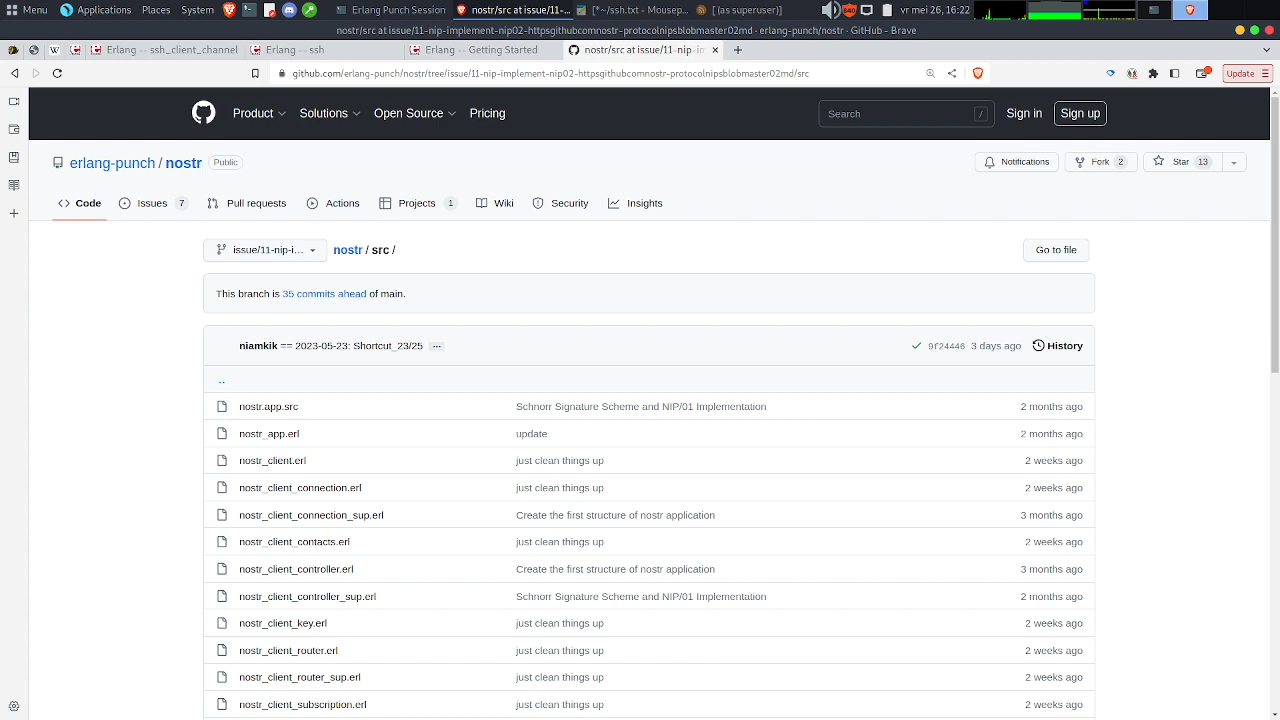 Menu Applications Places System Erlang PunchSession nostr/src at issue/11-... [*~/ssh.txt - Mousep... [ (as superuser)] vr mei 26, 16:22
nostr/src at issue/11-nip-implement-nip02-httpsgithubcomnostr-protocolnipsblobmaster02md · erlang-punch/nostr · GitHub - Brave
Erlang -- ssh_client_channel Erlang -- ssh Erlang -- Getting Started nostr/src at issue/11-nip-im
github.com/erlang-punch/nostr/tree/issue/11-nip-implement-nip02-httpsgithubcomnostr-protocolnipsblobmaster02md/src Update
Product Solutions Open Source Pricing Search / Sign in Sign up
erlang-punch / nostr Public Notifications Fork 2 Star 13
Code Issues 7 Pull requests Actions Projects 1 Wiki Security Insights
issue/11-nip-i... nostr / src / Go to file
This branch is 35 commits ahead of main.
niamkik == 2023-05-23: Shortcut_23/25 ... 9f24446 3 days ago History
..
nostr.app.src Schnorr Signature Scheme and NIP/01 Implementation 2 months ago
nostr_app.erl update 2 months ago
nostr_client.erl just clean things up 2 weeks ago
nostr_client_connection.erl just clean things up 2 weeks ago
nostr_client_connection_sup.erl Create the first structure of nostr application 3 months ago
nostr_client_contacts.erl just clean things up 2 weeks ago
nostr_client_controller.erl Create the first structure of nostr application 3 months ago
nostr_client_controller_sup.erl Schnorr Signature Scheme and NIP/01 Implementation 2 months ago
nostr_client_key.erl just clean things up 2 weeks ago
nostr_client_router.erl just clean things up 2 weeks ago
nostr_client_router_sup.erl just clean things up 2 weeks ago
nostr_client_subscription.erl just clean things up 2 weeks ago